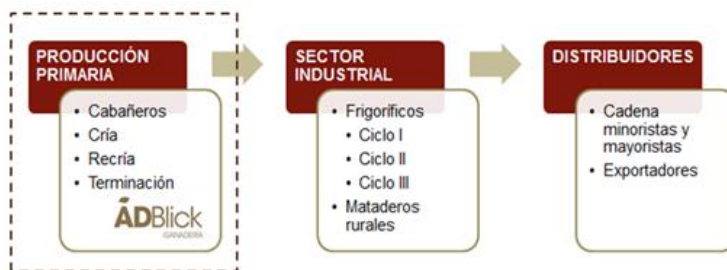 PRODUCCIÓN
PRIMARIA
• Cabañeros
• Cría
• Recría
• Terminación
ADBlick
GANADERÍA
SECTOR
INDUSTRIAL
• Frigoríficos
• Ciclo I
• Ciclo II
• Ciclo III
• Mataderos
rurales
DISTRIBUIDORES
• Cadena
minoristas y
mayoristas
• Exportadores